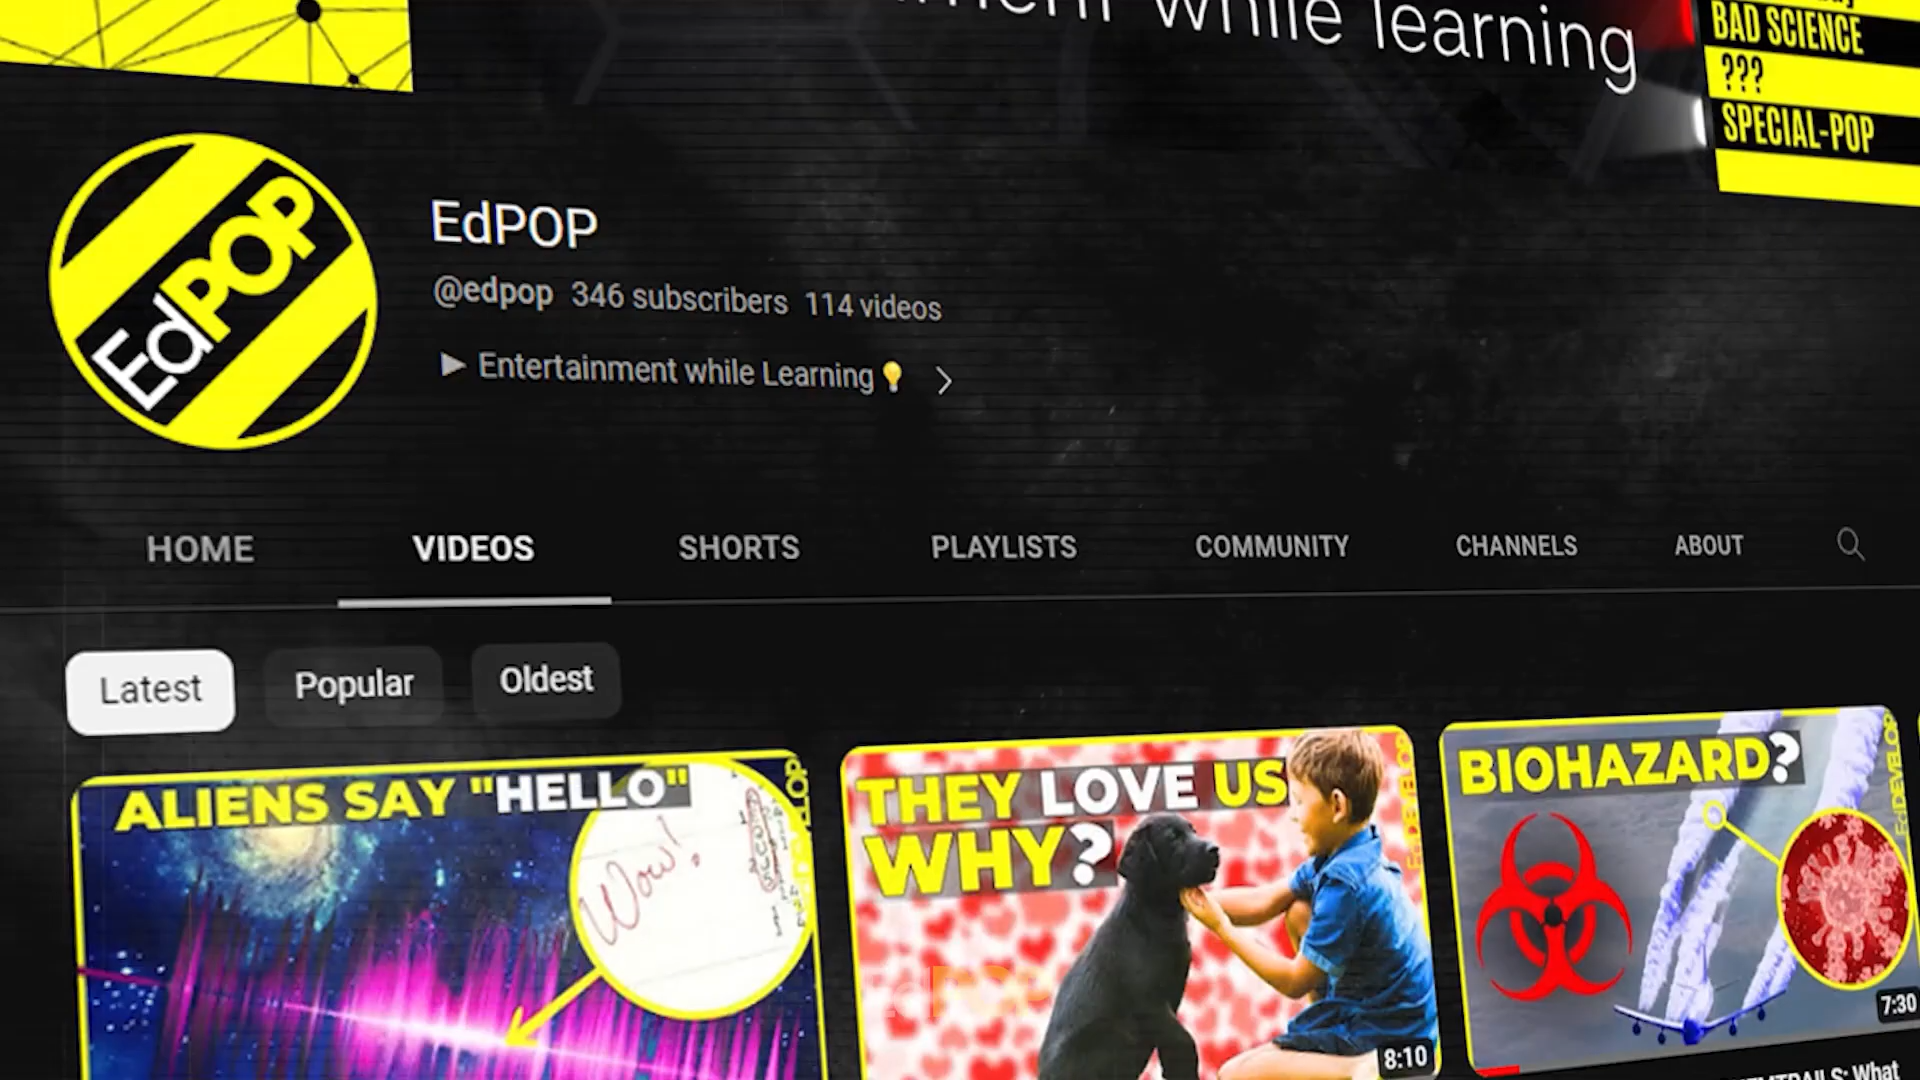 while learning
BAD SCIENCE
???
SPECIAL-POP
EdPOP
EdPOP
@edpop 346 subscribers 114 videos
▶ Entertainment while Learning💡 >
HOME VIDEOS SHORTS PLAYLISTS COMMUNITY CHANNELS ABOUT
Latest Popular Oldest
ALIENS SAY "HELLO"
Wow!
THEY LOVE US
WHY?
8:10
BIOHAZARD?
EdDEVELOP
7:30
What